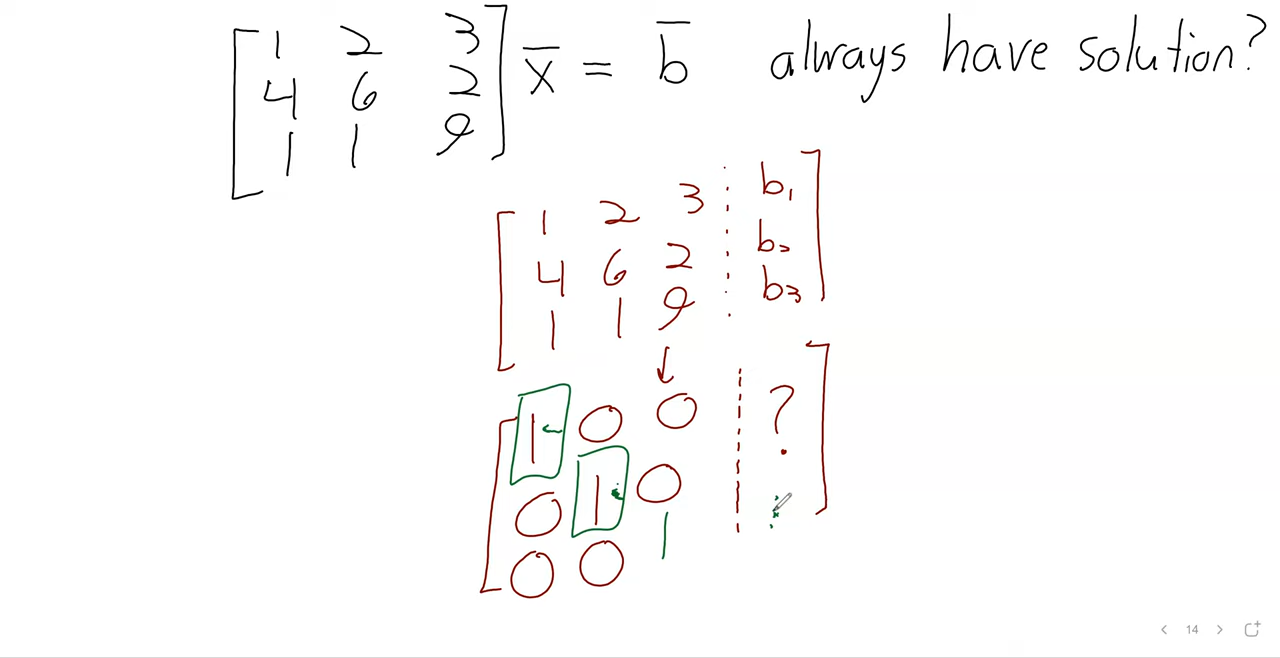 1 2 3
4 6 2 x̄ = b̄ always have solution?
1 1 9
1 2 3 b₁
4 6 2 b₂
1 1 9 b₃
↓
1 0 0 ?
0 1 0
0 0 1
< 14 >